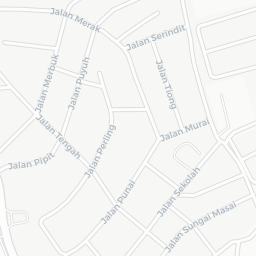 Jalan Merak
Jalan Serindit
Jalan Merbuk
Jalan Puyuh
Jalan Tiong
Jalan Tengah
Jalan Murai
Jalan Perling
Jalan Pipit
Jalan Sekolah
Jalan Punai
Jalan Sungai Masai